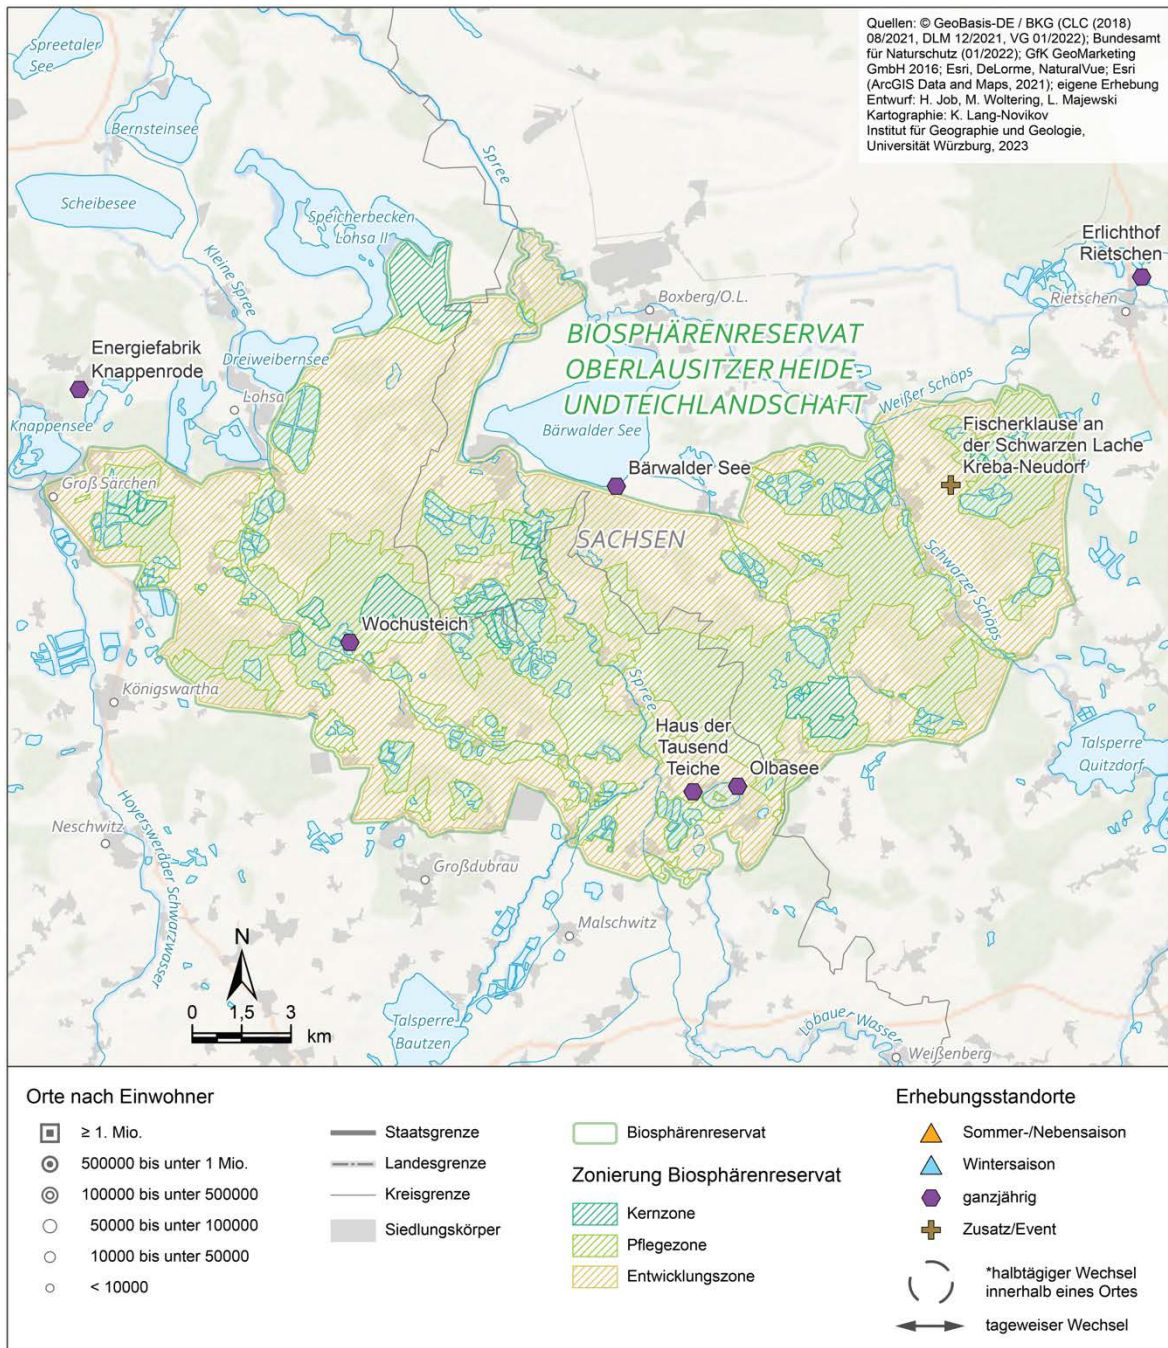 Quellen: © GeoBasis-DE / BKG (CLC (2018)
08/2021, DLM 12/2021, VG 01/2022); Bundesamt
für Naturschutz (01/2022); GfK GeoMarketing
GmbH 2016; Esri, DeLorme, NaturalVue; Esri
(ArcGIS Data and Maps, 2021); eigene Erhebung
Entwurf: H. Job, M. Woltering, L. Majewski
Kartographie: K. Lang-Novikov
Institut für Geographie und Geologie,
Universität Würzburg, 2023
Spreetaler
See
Bernsteinsee
Scheibesee
Speicherbecken
Lohsa II
Spree
Kleine Spree
Erlichthof
Rietschen
Rietschen
Boxberg/O.L.
BIOSPHÄRENRESERVAT
OBERLAUSITZER HEIDE-
UND TEICHLANDSCHAFT
Energiefabrik
Knappenrode
Dreiweibernsee
Lohsa
Knappensee
Weißer Schöps
Bärwalder See
Fischerklause an
der Schwarzen Lache
Kreba-Neudorf
Bärwalder See
Groß Särchen
SACHSEN
Schwarzer Schöps
Wochusteich
Königswartha
Spree
Haus der
Tausend
Teiche
Olbasee
Talsperre
Quitzdorf
Hoyerswerdaer Schwarzwasser
Neschwitz
Großdubrau
Malschwitz
N
0 1,5 3
km
Talsperre
Bautzen
Löbauer Wasser
Weißenberg
Orte nach Einwohner
≥ 1. Mio.
500000 bis unter 1 Mio.
100000 bis unter 500000
50000 bis unter 100000
10000 bis unter 50000
< 10000
Staatsgrenze
Landesgrenze
Kreisgrenze
Siedlungskörper
Biosphärenreservat
Zonierung Biosphärenreservat
Kernzone
Pflegezone
Entwicklungszone
Erhebungsstandorte
Sommer-/Nebensaison
Wintersaison
ganzjährig
Zusatz/Event
*halbtägiger Wechsel
innerhalb eines Ortes
tageweiser Wechsel